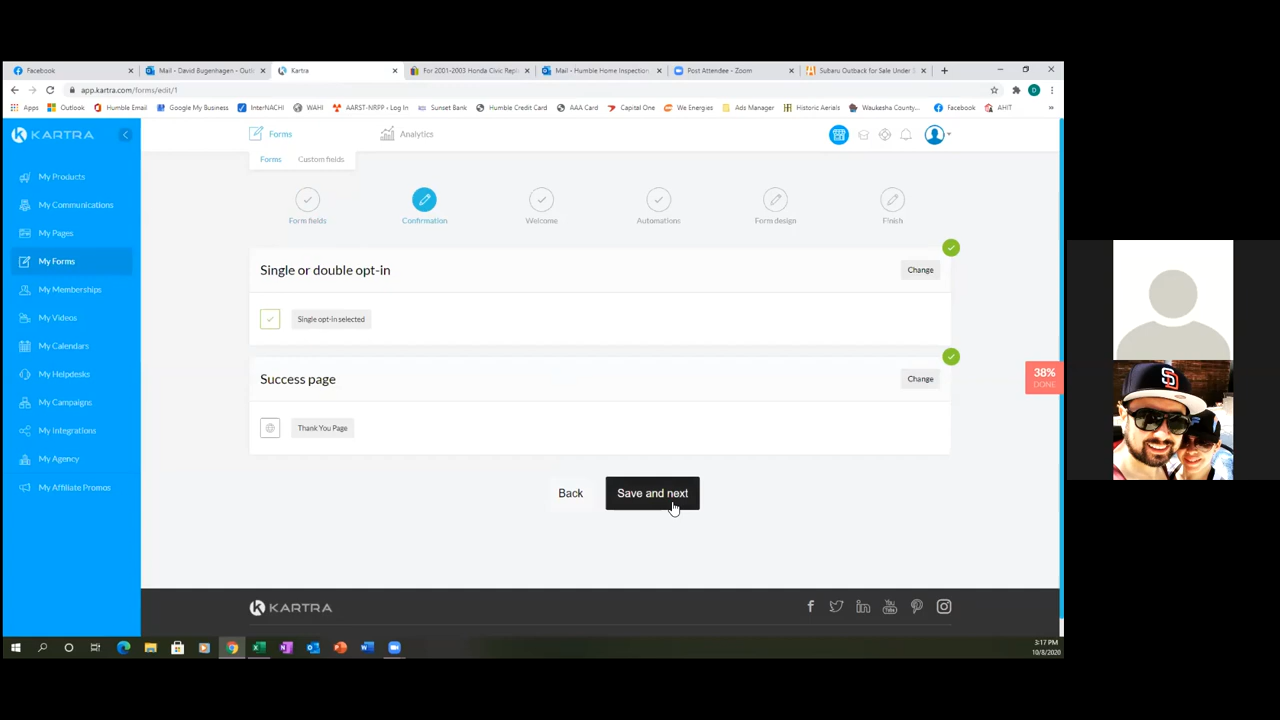 Facebook
Mail - David Bugenhagen - Outl
Kartra
For 2001-2003 Honda Civic Repl
Mail - Humble Home Inspection
Post Attendee - Zoom
Subaru Outback for Sale Under $
app.kartra.com/forms/edit/1
Apps
Outlook
Humble Email
Google My Business
InterNACHI
WAHI
AARST-NRPP › Log In
Sunset Bank
Humble Credit Card
AAA Card
Capital One
We Energies
Ad Manager
Historic Aerials
Waukesha County...
Facebook
AHIT
KARTRA
Forms
Analytics
Forms
Custom fields
My Products
My Communications
My Pages
My Forms
My Memberships
My Videos
My Calendars
My Helpdesks
My Campaigns
My Integrations
My Agency
My Affiliate Promos
Form fields
Confirmation
Welcome
Automations
Form design
Finish
Single or double opt-in
Change
Single opt-in selected
Success page
Change
Thank You Page
38%
DONE
Back
Save and next
KARTRA
3:17 PM
10/8/2020